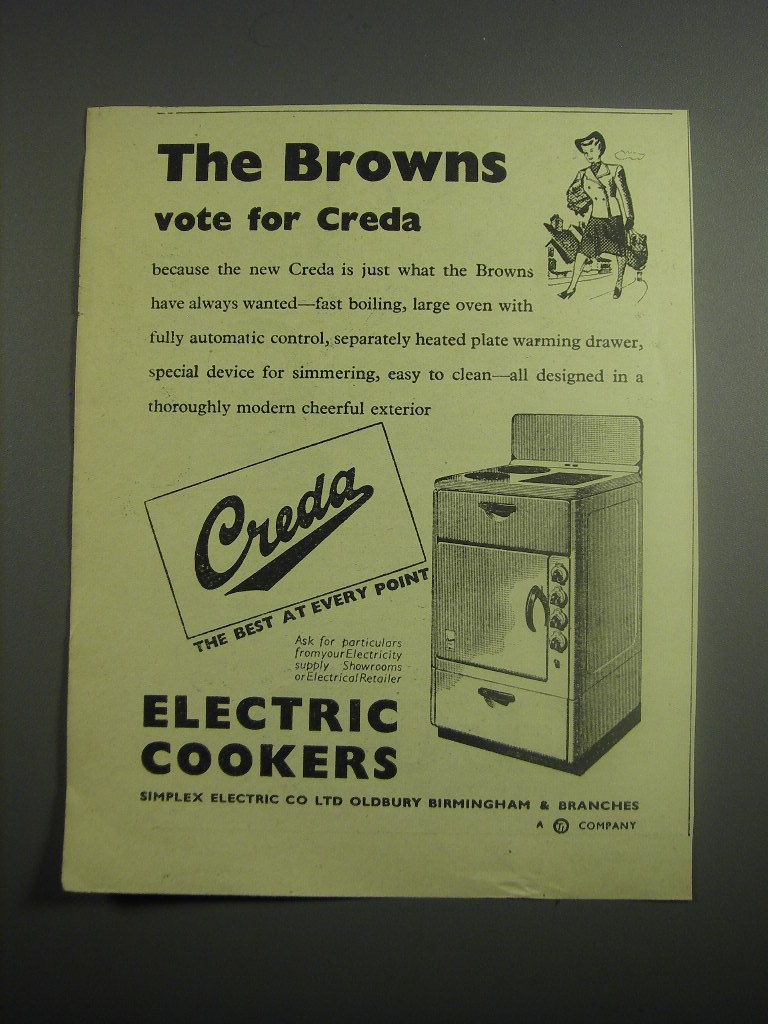 The Browns
vote for Creda
because the new Creda is just what the Browns
have always wanted—fast boiling, large oven with
fully automatic control, separately heated plate warming drawer,
special device for simmering, easy to clean—all designed in a
thoroughly modern cheerful exterior
Creda
THE BEST AT EVERY POINT
Ask for particulars
from your Electricity
supply Showrooms
or Electrical Retailer
ELECTRIC
COOKERS
SIMPLEX ELECTRIC CO LTD OLDBURY BIRMINGHAM & BRANCHES
A TI COMPANY